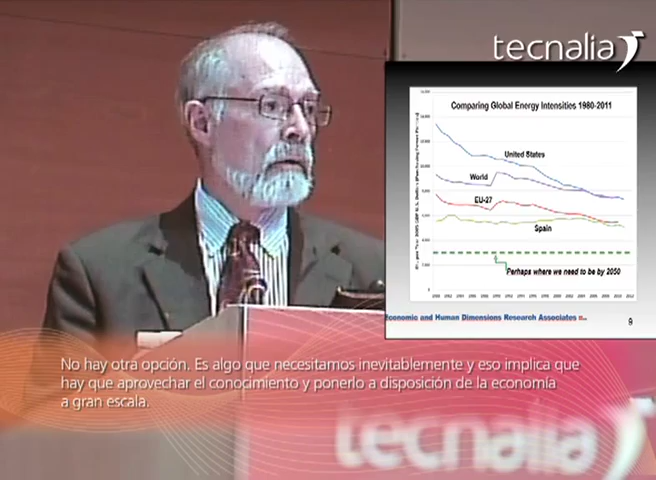 tecnalia
Comparing Global Energy Intensities 1980-2011
United States
World
EU-27
Spain
Perhaps where we need to be by 2050
Economic and Human Dimensions Research Associates
9
No hay otra opción. Es algo que necesitamos inevitablemente y eso implica que
hay que aprovechar el conocimiento y ponerlo a disposición de la economía
a gran escala.
tecnalia